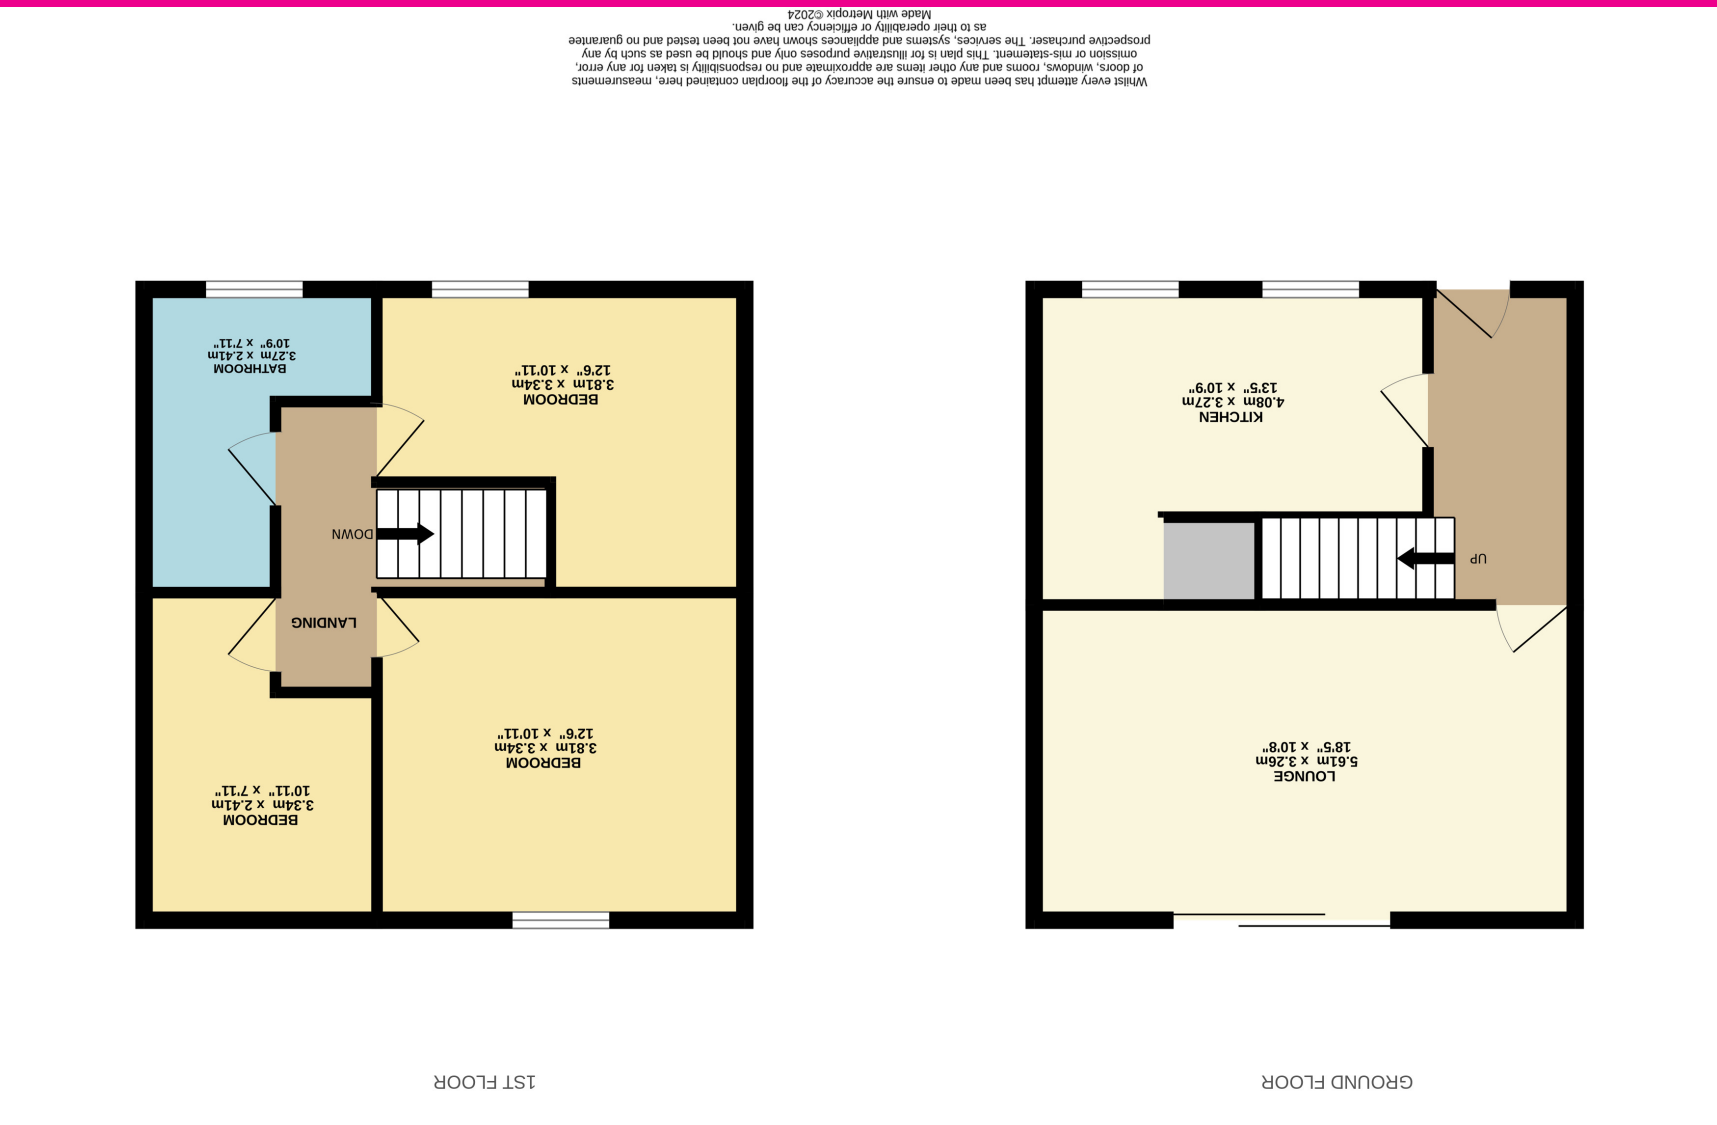 GROUND FLOOR
1ST FLOOR
LOUNGE
5.61m x 3.26m
18'5" x 10'8"
UP
KITCHEN
4.08m x 3.27m
13'5" x 10'9"
BEDROOM
3.81m x 3.34m
12'6" x 10'11"
BEDROOM
3.34m x 2.41m
10'11" x 7'11"
LANDING
DOWN
BEDROOM
3.81m x 3.34m
12'6" x 10'11"
BATHROOM
3.27m x 2.41m
10'9" x 7'11"
Whilst every attempt has been made to ensure the accuracy of the floorplan contained here, measurements
of doors, windows, rooms and any other items are approximate and no responsibility is taken for any error,
omission or mis-statement. This plan is for illustrative purposes only and should be used as such by any
prospective purchaser. The services, systems and appliances shown have not been tested and no guarantee
as to their operability or efficiency can be given.
Made with Metropix ©2024